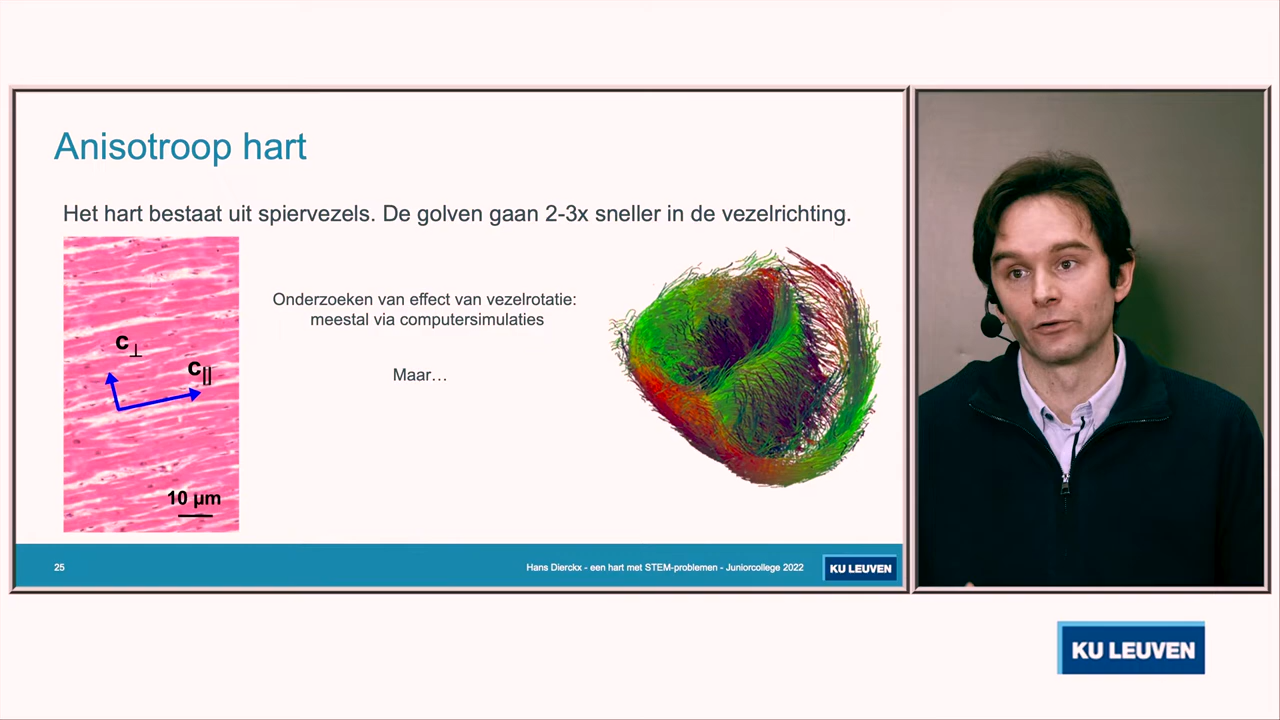 Anisotroop hart
Het hart bestaat uit spiervezels. De golven gaan 2-3x sneller in de vezelrichting.
Onderzoeken van effect van vezelrotatie:
meestal via computersimulaties
Maar…
c⊥
c[]
10 µm
25
Hans Dierckx - een hart met STEM-problemen - Juniorcollege 2022
KU LEUVEN
KU LEUVEN